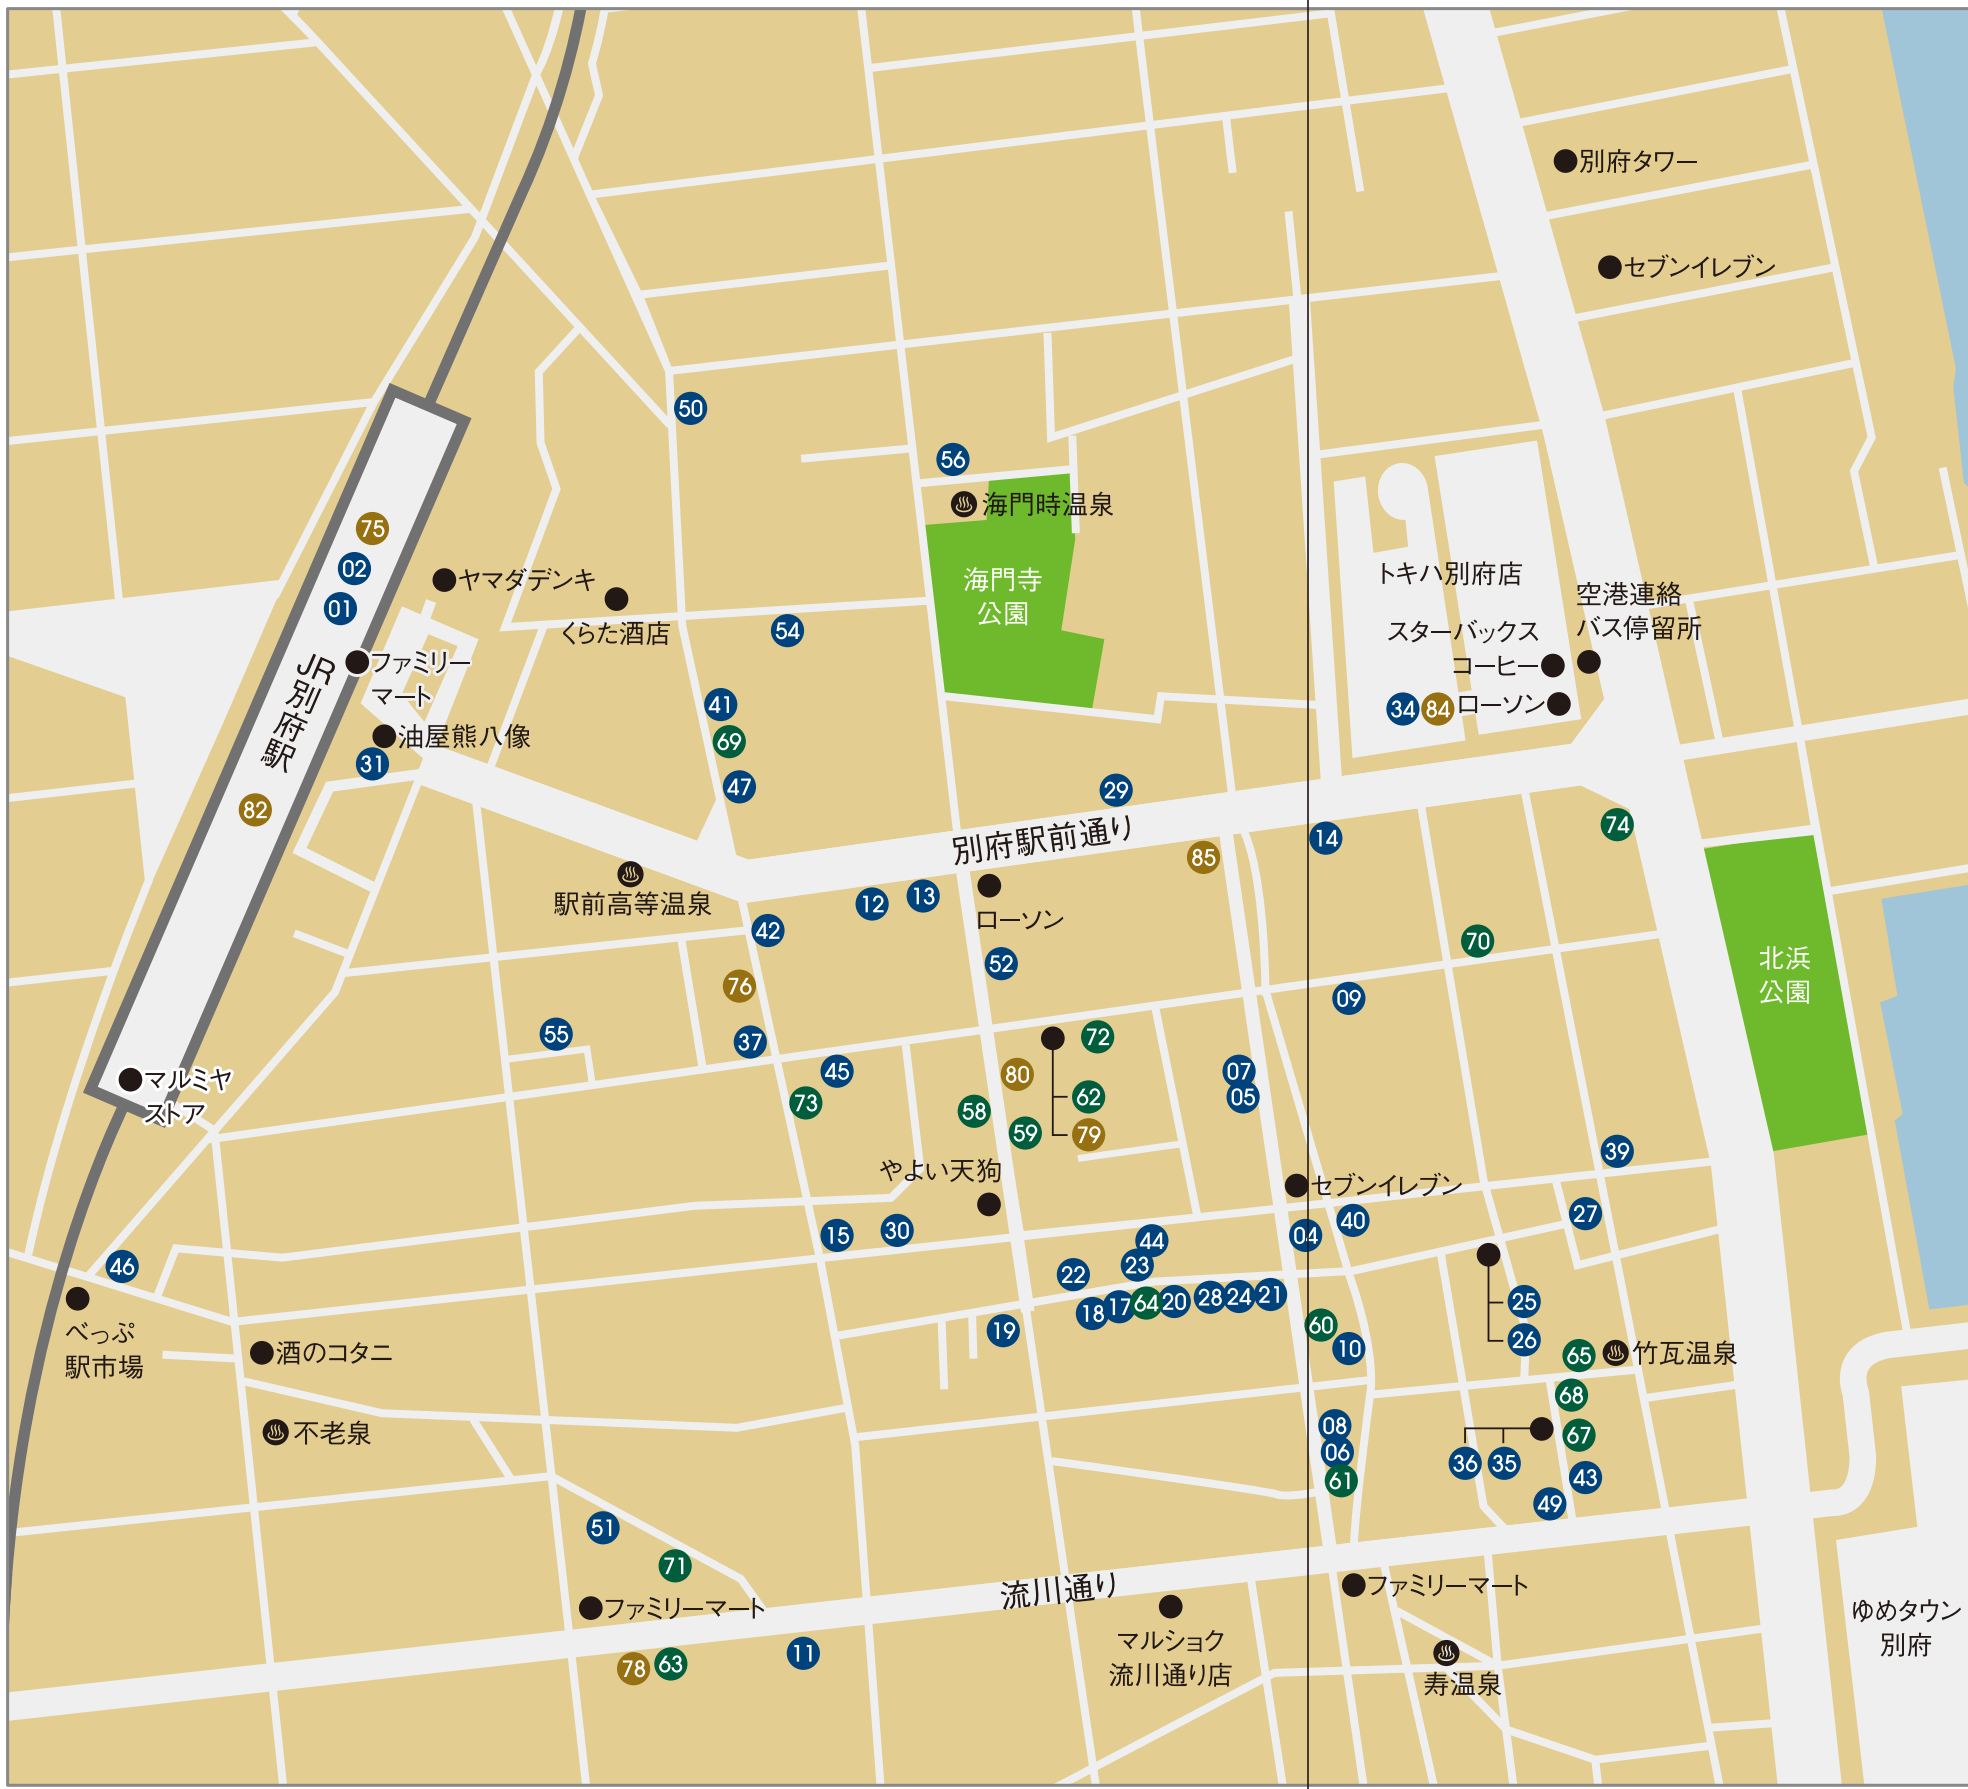 別府タワー
セブンイレブン
50
56
海門時温泉
75
02
01
ヤマダデンキ
くらた酒店
54
海門寺
公園
トキハ別府店
空港連絡
バス停留所
スターバックス
コーヒー
34
84
ローソン
JR別府駅
ファミリー
マート
油屋熊八像
31
82
41
69
47
29
別府駅前通り
14
74
85
駅前高等温泉
12
13
ローソン
42
52
70
北浜
公園
76
09
55
37
72
45
80
07
05
73
58
62
59
79
マルミヤ
ストア
やよい天狗
39
セブンイレブン
15
30
44
04
40
27
46
22
23
べっぷ
駅市場
18
17
64
20
28
24
21
19
60
10
25
26
酒のコタニ
65
竹瓦温泉
68
不老泉
08
06
61
67
36
35
43
49
51
71
ファミリーマート
流川通り
ファミリーマート
78
63
11
マルショク
流川通り店
寿温泉
ゆめタウン
別府